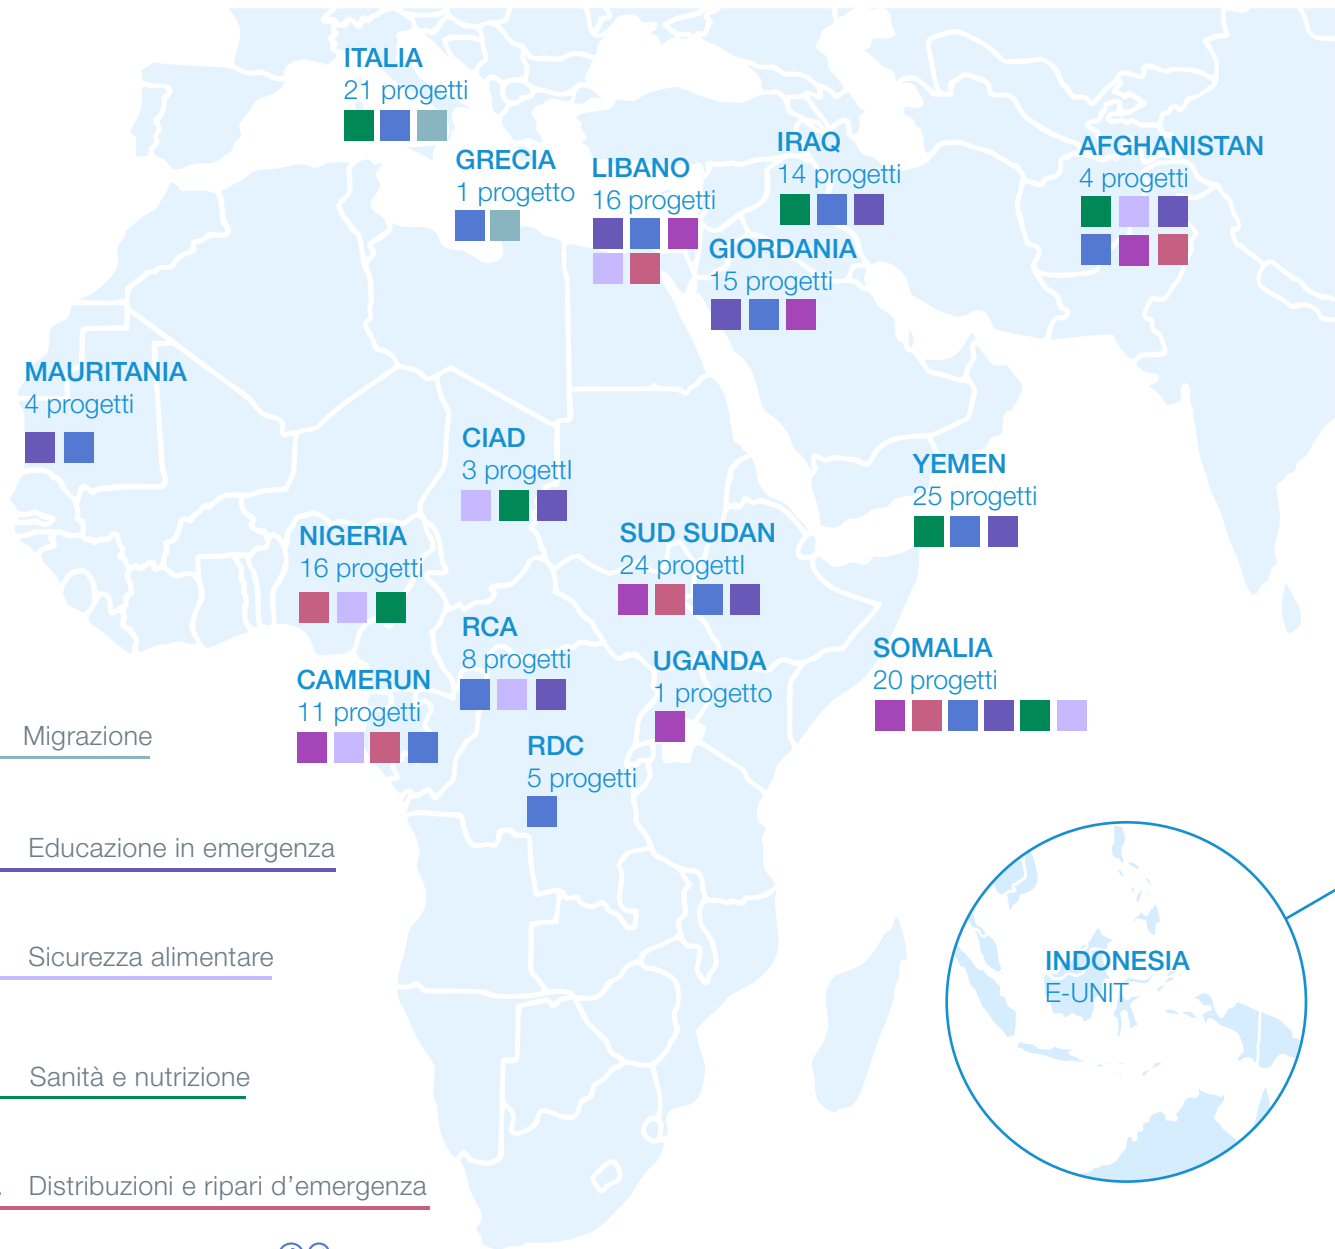 ITALIA
21 progetti
GRECIA
1 progetto
LIBANO
16 progetti
IRAQ
14 progetti
AFGHANISTAN
4 progetti
GIORDANIA
15 progetti
MAURITANIA
4 progetti
CIAD
3 progettI
YEMEN
25 progetti
NIGERIA
16 progetti
SUD SUDAN
24 progettI
RCA
8 progetti
UGANDA
1 progetto
SOMALIA
20 progetti
CAMERUN
11 progetti
RDC
5 progetti
Migrazione
Educazione in emergenza
Sicurezza alimentare
Sanità e nutrizione
Distribuzioni e ripari d’emergenza
INDONESIA
E-UNIT